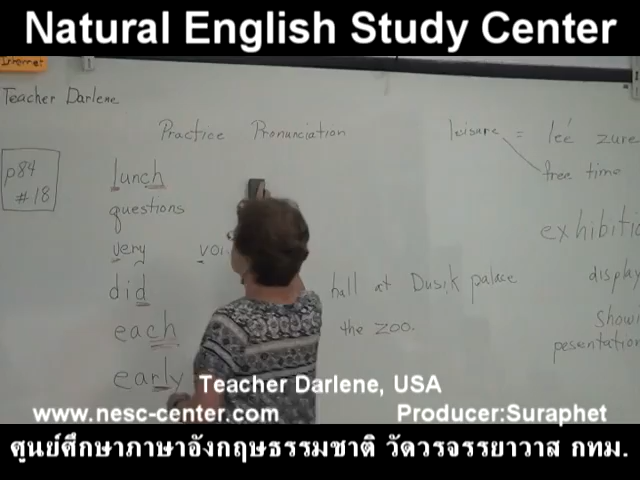 Natural English Study Center
Internet
Teacher Darlene
Practice Pronunciation
leisure = leé zure
free time
p84
#18
lunch
questions
very
did
hall at Dusik palace
each
the zoo.
early
exhibitio
display
Showi
pesentation
Teacher Darlene, USA
www.nesc-center.com
Producer:Suraphet
ศูนย์ศึกษาภาษาอังกฤษธรรมชาติ วัดวรจรรยาวาส กทม.